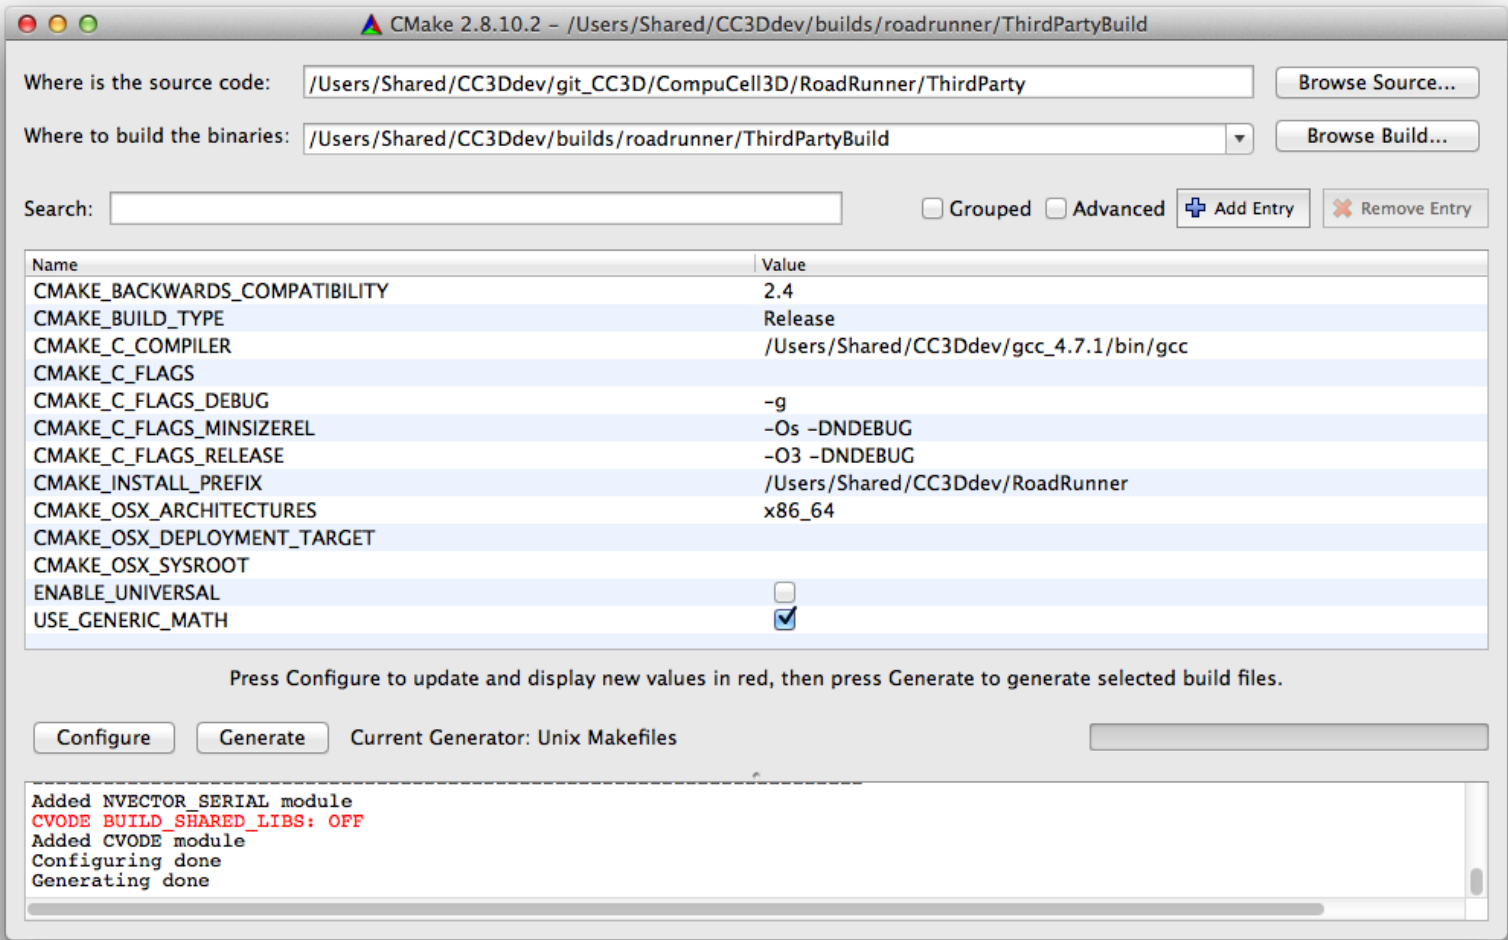 CMake 2.8.10.2 - /Users/Shared/CC3Ddev/builds/roadrunner/ThirdPartyBuild
Where is the source code: /Users/Shared/CC3Ddev/git_CC3D/CompuCell3D/RoadRunner/ThirdParty Browse Source...
Where to build the binaries: /Users/Shared/CC3Ddev/builds/roadrunner/ThirdPartyBuild Browse Build...
Search: Grouped Advanced Add Entry Remove Entry
Name Value
CMAKE_BACKWARDS_COMPATIBILITY 2.4
CMAKE_BUILD_TYPE Release
CMAKE_C_COMPILER /Users/Shared/CC3Ddev/gcc_4.7.1/bin/gcc
CMAKE_C_FLAGS
CMAKE_C_FLAGS_DEBUG -g
CMAKE_C_FLAGS_MINSIZEREL -Os -DNDEBUG
CMAKE_C_FLAGS_RELEASE -O3 -DNDEBUG
CMAKE_INSTALL_PREFIX /Users/Shared/CC3Ddev/RoadRunner
CMAKE_OSX_ARCHITECTURES x86_64
CMAKE_OSX_DEPLOYMENT_TARGET
CMAKE_OSX_SYSROOT
ENABLE_UNIVERSAL
USE_GENERIC_MATH
Press Configure to update and display new values in red, then press Generate to generate selected build files.
Configure Generate Current Generator: Unix Makefiles
Added NVECTOR_SERIAL module
CVODE BUILD_SHARED_LIBS: OFF
Added CVODE module
Configuring done
Generating done